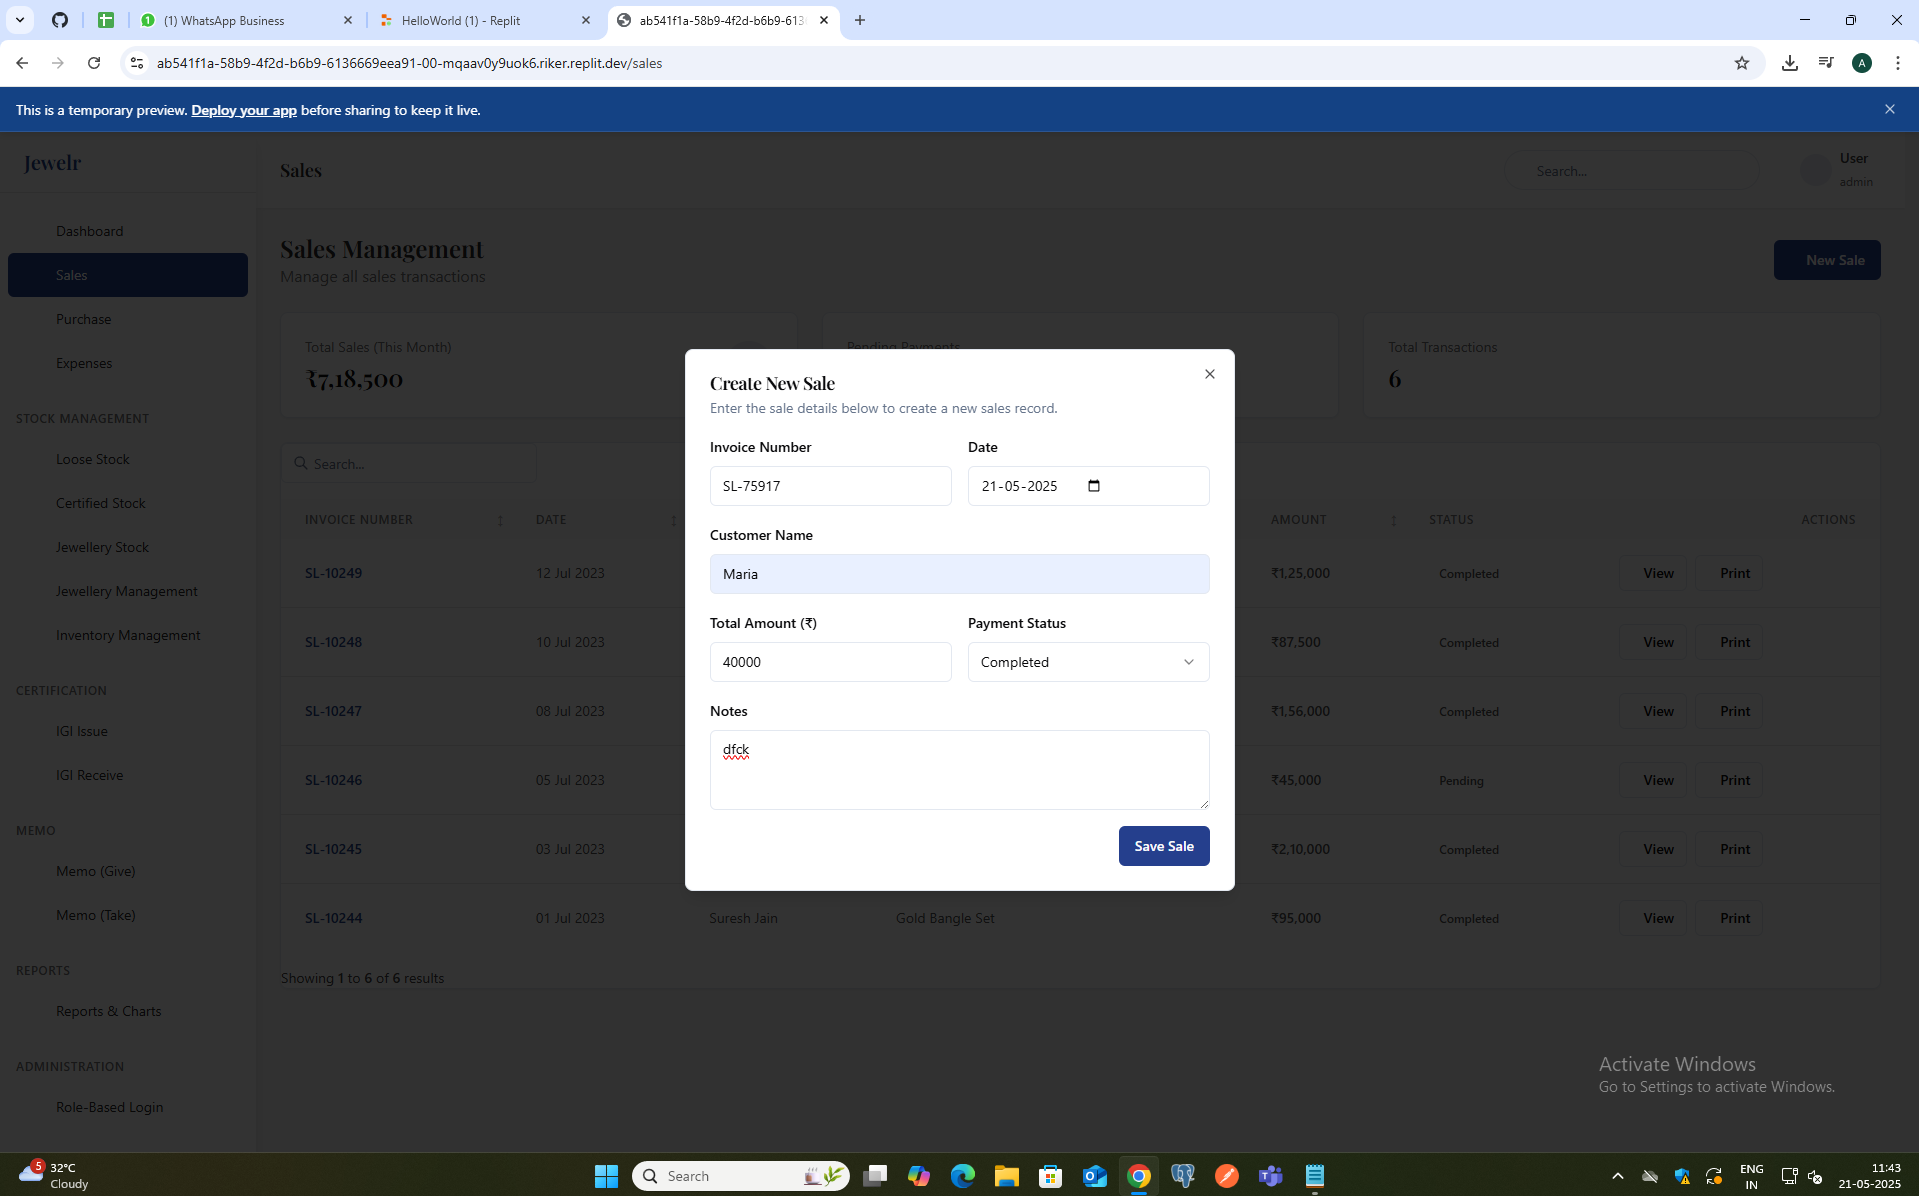 (1) WhatsApp Business
HelloWorld (1) - Replit
ab541f1a-58b9-4f2d-b6b9-613
ab541f1a-58b9-4f2d-b6b9-6136669eea91-00-mqaav0y9uok6.riker.replit.dev/sales
A
This is a temporary preview. Deploy your app before sharing to keep it live.
Jewelr
Sales
Search...
User
admin
Dashboard
Sales
Purchase
Expenses
STOCK MANAGEMENT
Loose Stock
Certified Stock
Jewellery Stock
Jewellery Management
Inventory Management
CERTIFICATION
IGI Issue
IGI Receive
MEMO
Memo (Give)
Memo (Take)
REPORTS
Reports & Charts
ADMINISTRATION
Role-Based Login
Sales Management
Manage all sales transactions
New Sale
Total Sales (This Month)
₹7,18,500
Pending Payments
Total Transactions
6
Search...
INVOICE NUMBER DATE AMOUNT STATUS ACTIONS
SL-10249 12 Jul 2023 ₹1,25,000 Completed View Print
SL-10248 10 Jul 2023 ₹87,500 Completed View Print
SL-10247 08 Jul 2023 ₹1,56,000 Completed View Print
SL-10246 05 Jul 2023 ₹45,000 Pending View Print
SL-10245 03 Jul 2023 ₹2,10,000 Completed View Print
SL-10244 01 Jul 2023 Suresh Jain Gold Bangle Set ₹95,000 Completed View Print
Showing 1 to 6 of 6 results
Create New Sale
Enter the sale details below to create a new sales record.
Invoice Number Date
SL-75917 21-05-2025
Customer Name
Maria
Total Amount (₹) Payment Status
40000 Completed
Notes
dfck
Save Sale
Activate Windows
Go to Settings to activate Windows.
5
32°C
Cloudy
Search
ENG
IN
11:43
21-05-2025